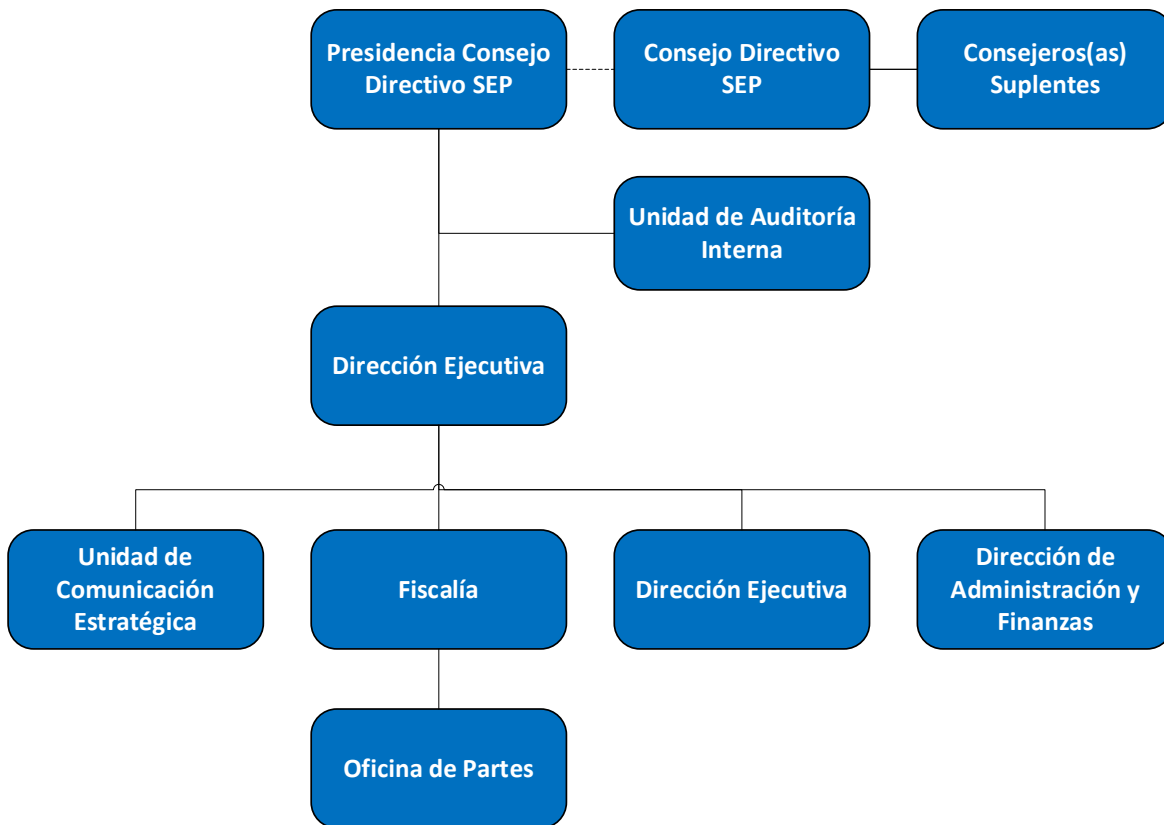 Presidencia Consejo
Directivo SEP
Consejo Directivo
SEP
Consejeros(as)
Suplentes
Unidad de Auditoría
Interna
Dirección Ejecutiva
Unidad de
Comunicación
Estratégica
Fiscalía
Dirección Ejecutiva
Dirección de
Administración y
Finanzas
Oficina de Partes